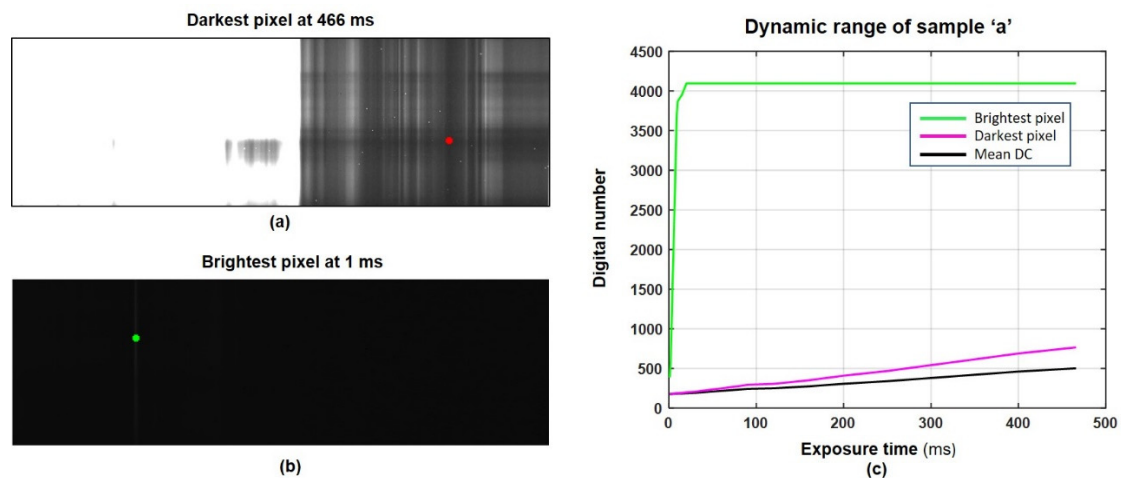 Darkest pixel at 466 ms
(a)
Brightest pixel at 1 ms
(b)
Dynamic range of sample ‘a’
4500
4000
3500
3000
2500
2000
1500
1000
500
0
Digital number
Brightest pixel
Darkest pixel
Mean DC
0 100 200 300 400 500
Exposure time (ms)
(c)